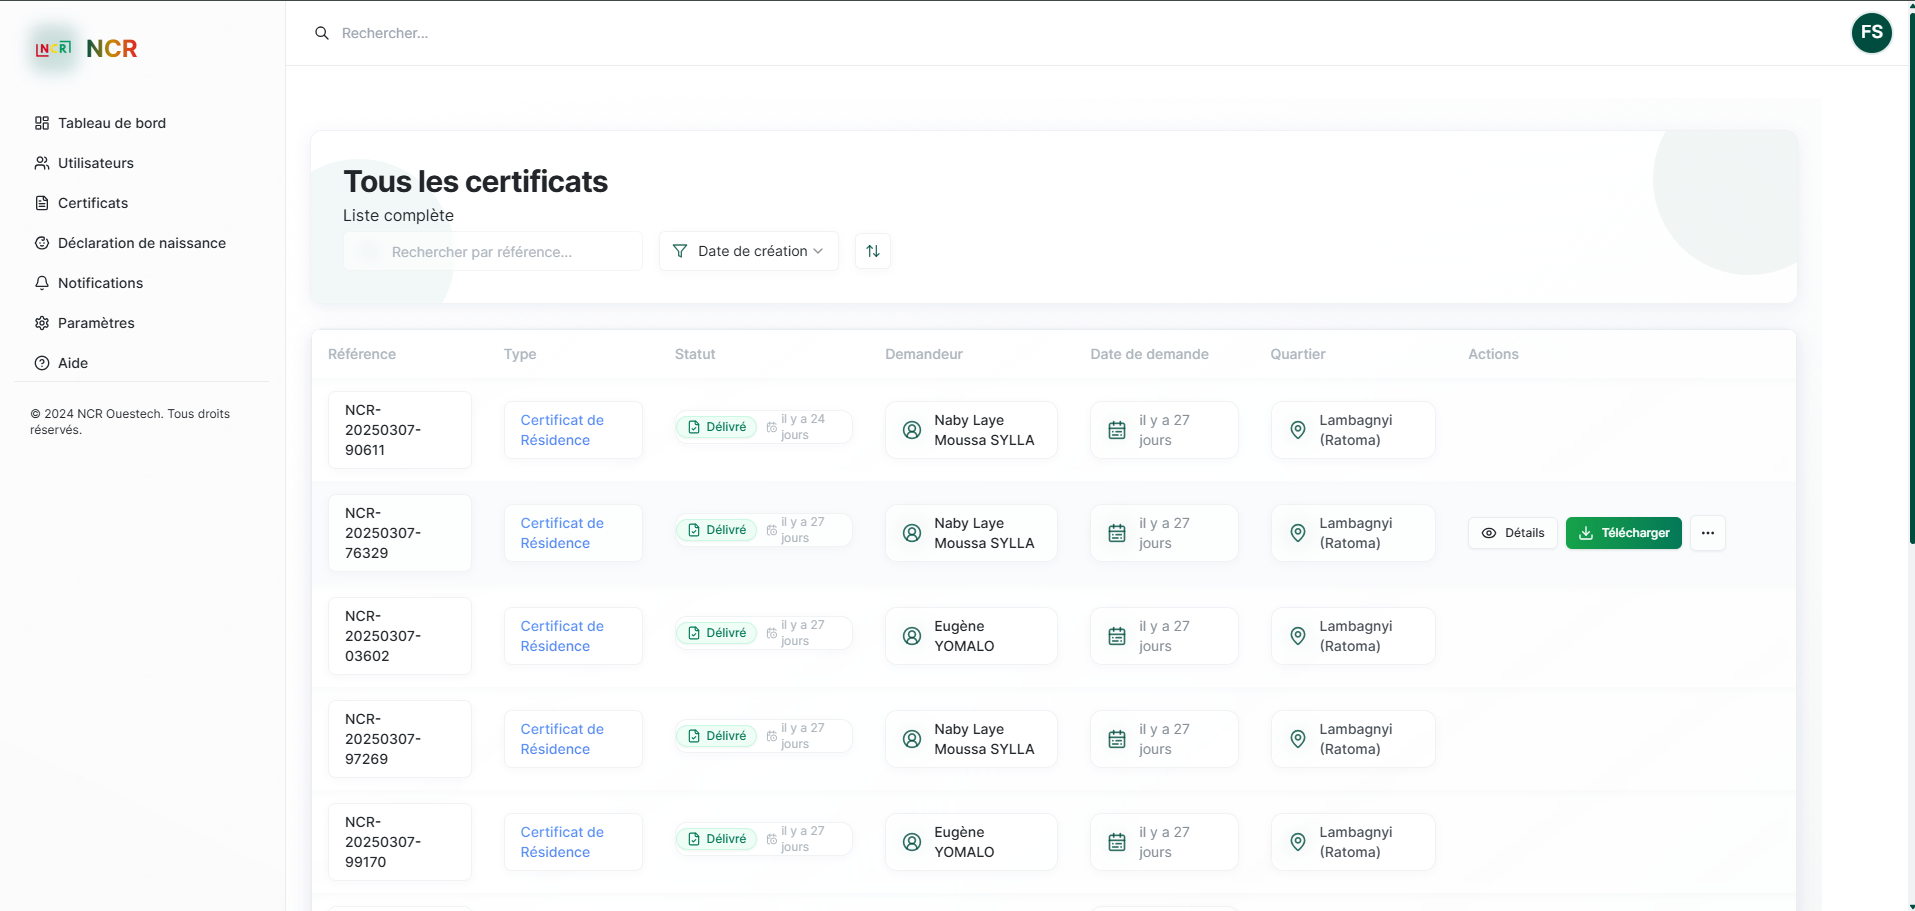 NCR
NCR
Rechercher...
FS
Tableau de bord
Utilisateurs
Certificats
Déclaration de naissance
Notifications
Paramètres
Aide
© 2024 NCR Ouestech. Tous droits
réservés.
Tous les certificats
Liste complète
Rechercher par référence...
Date de création
Référence
Type
Statut
Demandeur
Date de demande
Quartier
Actions
NCR-
20250307-
90611
Certificat de
Résidence
Délivré
il y a 24
jours
Naby Laye
Moussa SYLLA
il y a 27
jours
Lambagnyi
(Ratoma)
NCR-
20250307-
76329
Certificat de
Résidence
Délivré
il y a 27
jours
Naby Laye
Moussa SYLLA
il y a 27
jours
Lambagnyi
(Ratoma)
Détails
Télécharger
...
NCR-
20250307-
03602
Certificat de
Résidence
Délivré
il y a 27
jours
Eugène
YOMALO
il y a 27
jours
Lambagnyi
(Ratoma)
NCR-
20250307-
97269
Certificat de
Résidence
Délivré
il y a 27
jours
Naby Laye
Moussa SYLLA
il y a 27
jours
Lambagnyi
(Ratoma)
NCR-
20250307-
99170
Certificat de
Résidence
Délivré
il y a 27
jours
Eugène
YOMALO
il y a 27
jours
Lambagnyi
(Ratoma)